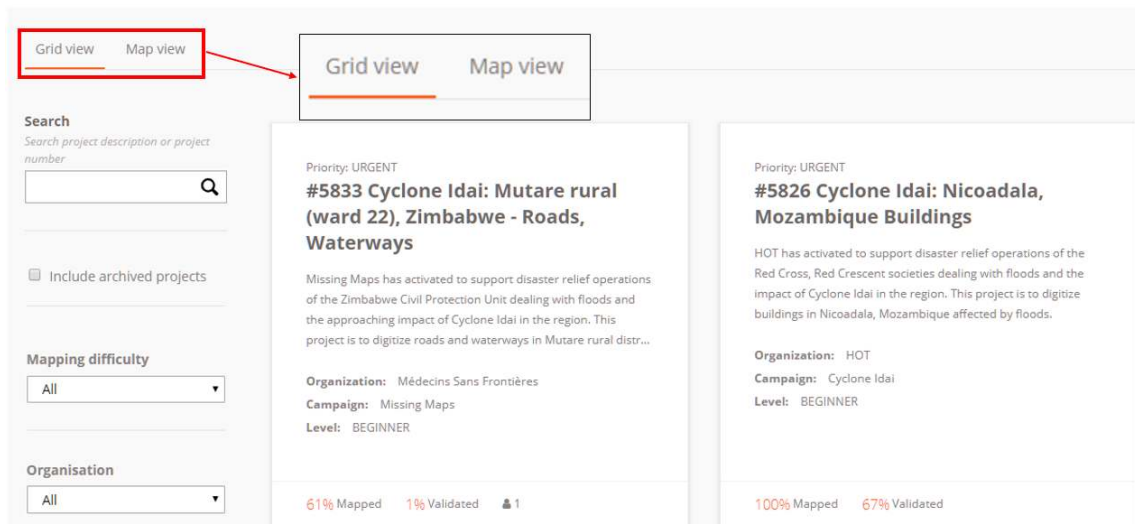 Grid view Map view
Grid view Map view
Search
Search project description or project
number
Include archived projects
Mapping difficulty
All
Organisation
All
Priority: URGENT
#5833 Cyclone Idai: Mutare rural
(ward 22), Zimbabwe - Roads,
Waterways
Missing Maps has activated to support disaster relief operations
of the Zimbabwe Civil Protection Unit dealing with floods and
the approaching impact of Cyclone Idai in the region. This
project is to digitize roads and waterways in Mutare rural distr...
Organization: Médecins Sans Frontières
Campaign: Missing Maps
Level: BEGINNER
61% Mapped 1% Validated 1
Priority: URGENT
#5826 Cyclone Idai: Nicoadala,
Mozambique Buildings
HOT has activated to support disaster relief operations of the
Red Cross, Red Crescent societies dealing with floods and the
impact of Cyclone Idai in the region. This project is to digitize
buildings in Nicoadala, Mozambique affected by floods.
Organization: HOT
Campaign: Cyclone Idai
Level: BEGINNER
100% Mapped 67% Validated